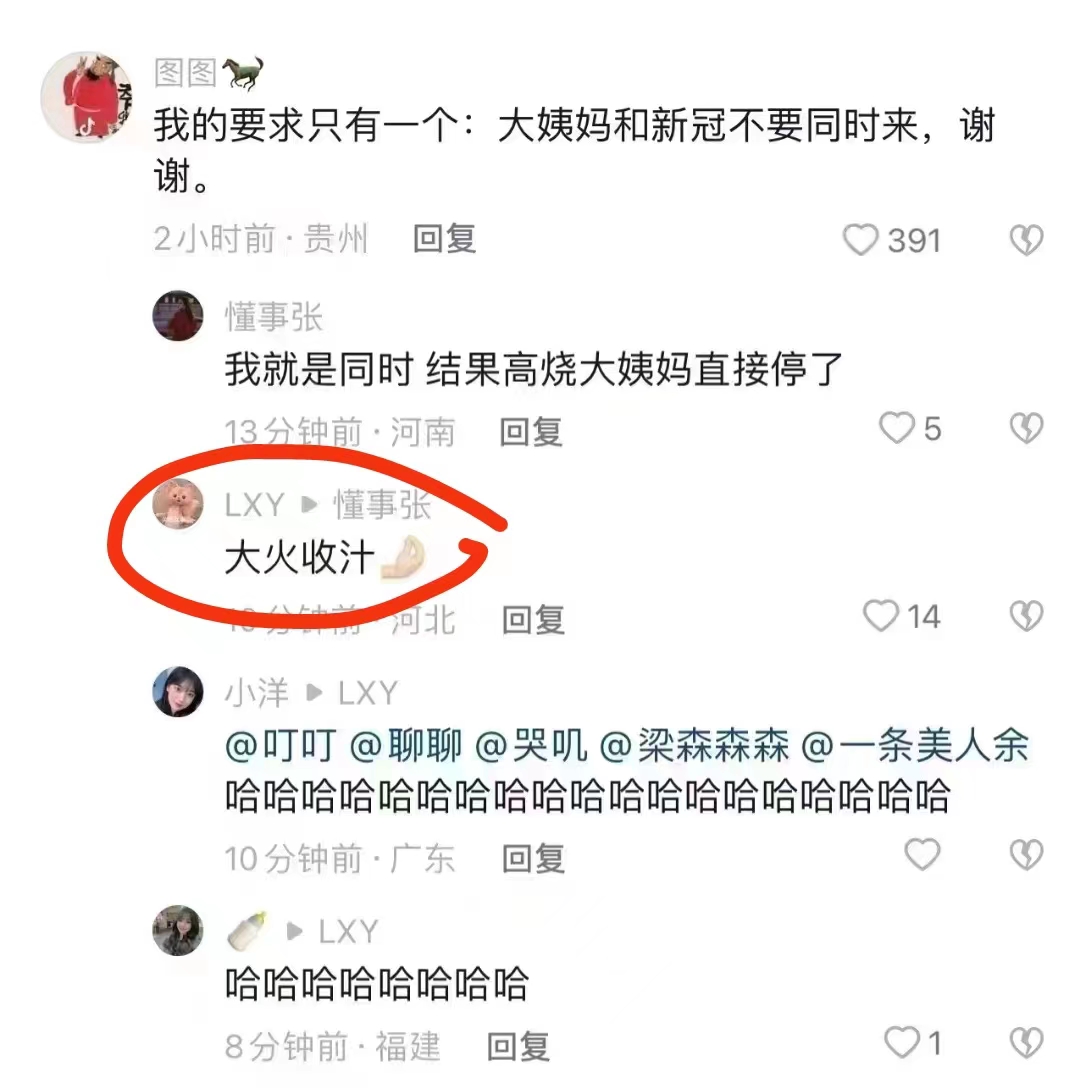 图图🐎
我的要求只有一个：大姨妈和新冠不要同时来，谢
谢。
2小时前·贵州 回复 391
懂事张
我就是同时 结果高烧大姨妈直接停了
13分钟前·河南 回复 5
LXY ▶ 懂事张
大火收汁🤌🏻
10分钟前·河北 回复 14
小洋 ▶ LXY
@叮叮 @聊聊 @哭叽 @梁森森森 @一条美人余
哈哈哈哈哈哈哈哈哈哈哈哈哈哈哈哈哈哈哈
10分钟前·广东 回复
🍼 ▶ LXY
哈哈哈哈哈哈哈哈
8分钟前·福建 回复 1